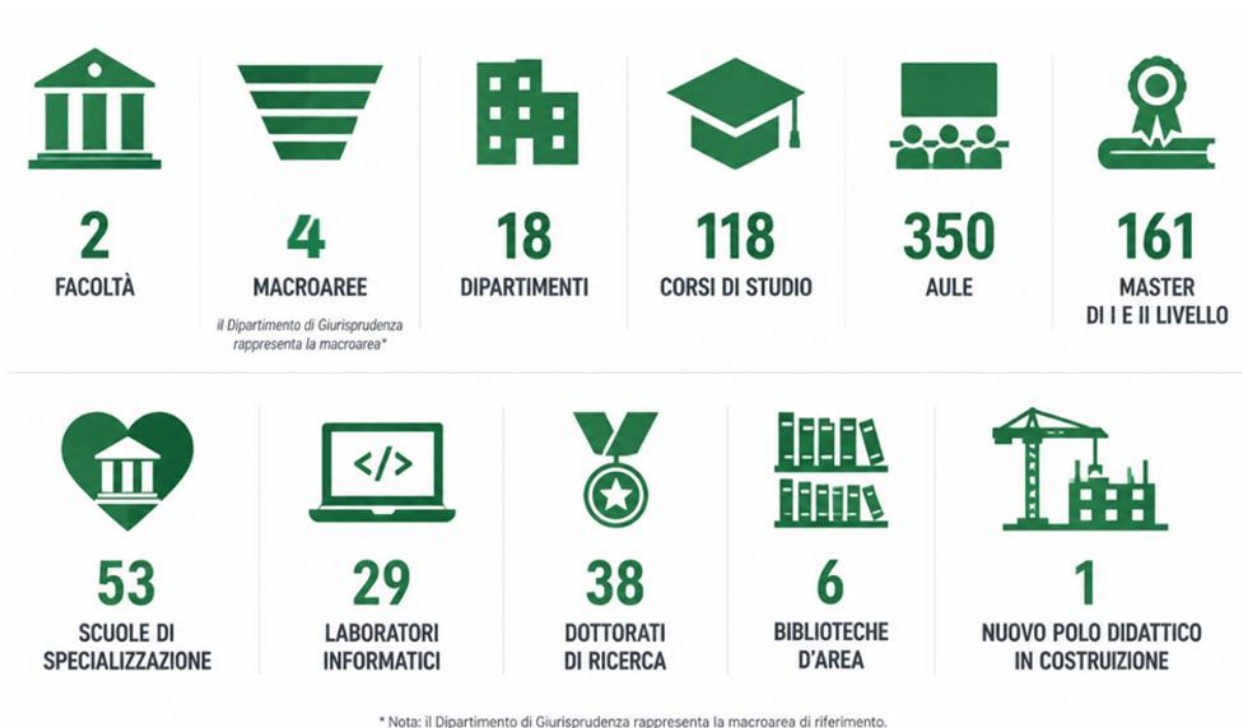 2
FACOLTÀ
4
MACROAREE
il Dipartimento di Giurisprudenza
rappresenta la macroarea*
18
DIPARTIMENTI
118
CORSI DI STUDIO
350
AULE
161
MASTER
DI I E II LIVELLO
</>
53
SCUOLE DI
SPECIALIZZAZIONE
29
LABORATORI
INFORMATICI
38
DOTTORATI
DI RICERCA
6
BIBLIOTECHE
D'AREA
1
NUOVO POLO DIDATTICO
IN COSTRUIZIONE
* Nota: il Dipartimento di Giurisprudenza rappresenta la macroarea di riferimento.